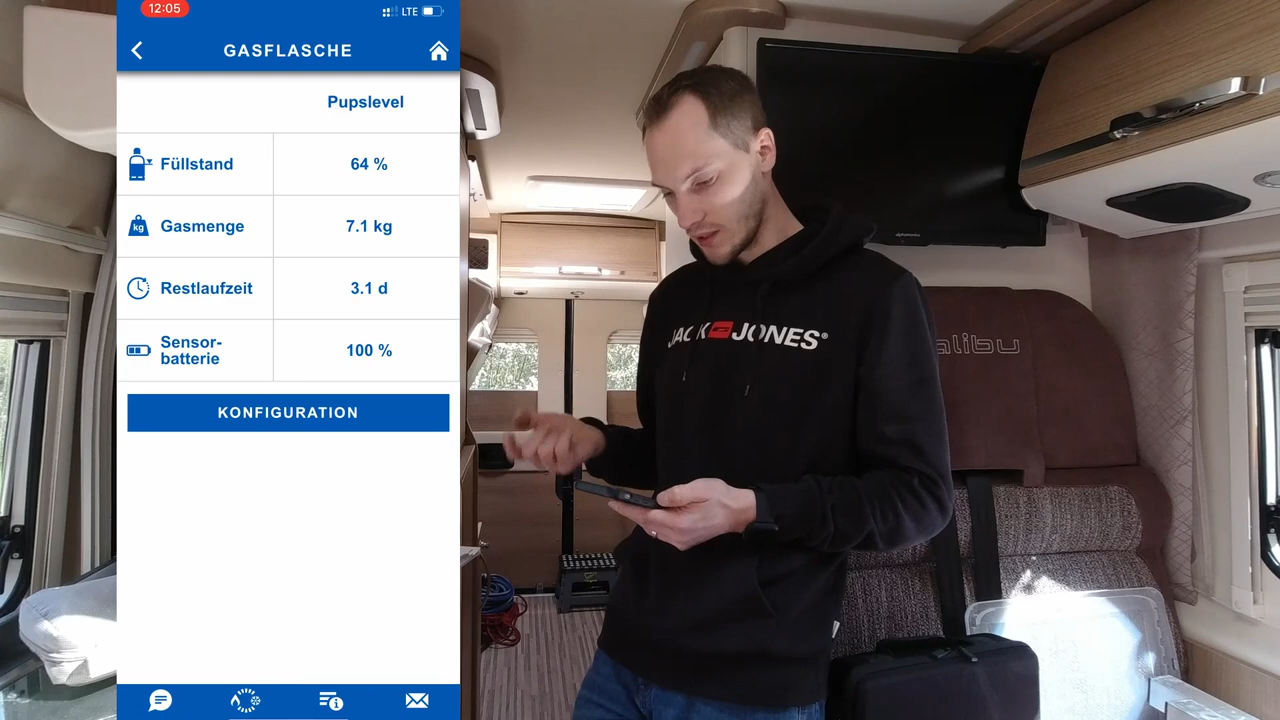 12:05
LTE
GASFLASCHE
Pupslevel
Füllstand
64 %
Gasmenge
7.1 kg
Restlaufzeit
3.1 d
Sensor-
batterie
100 %
KONFIGURATION
JACK JONES®
alibu
alphatronics
kg